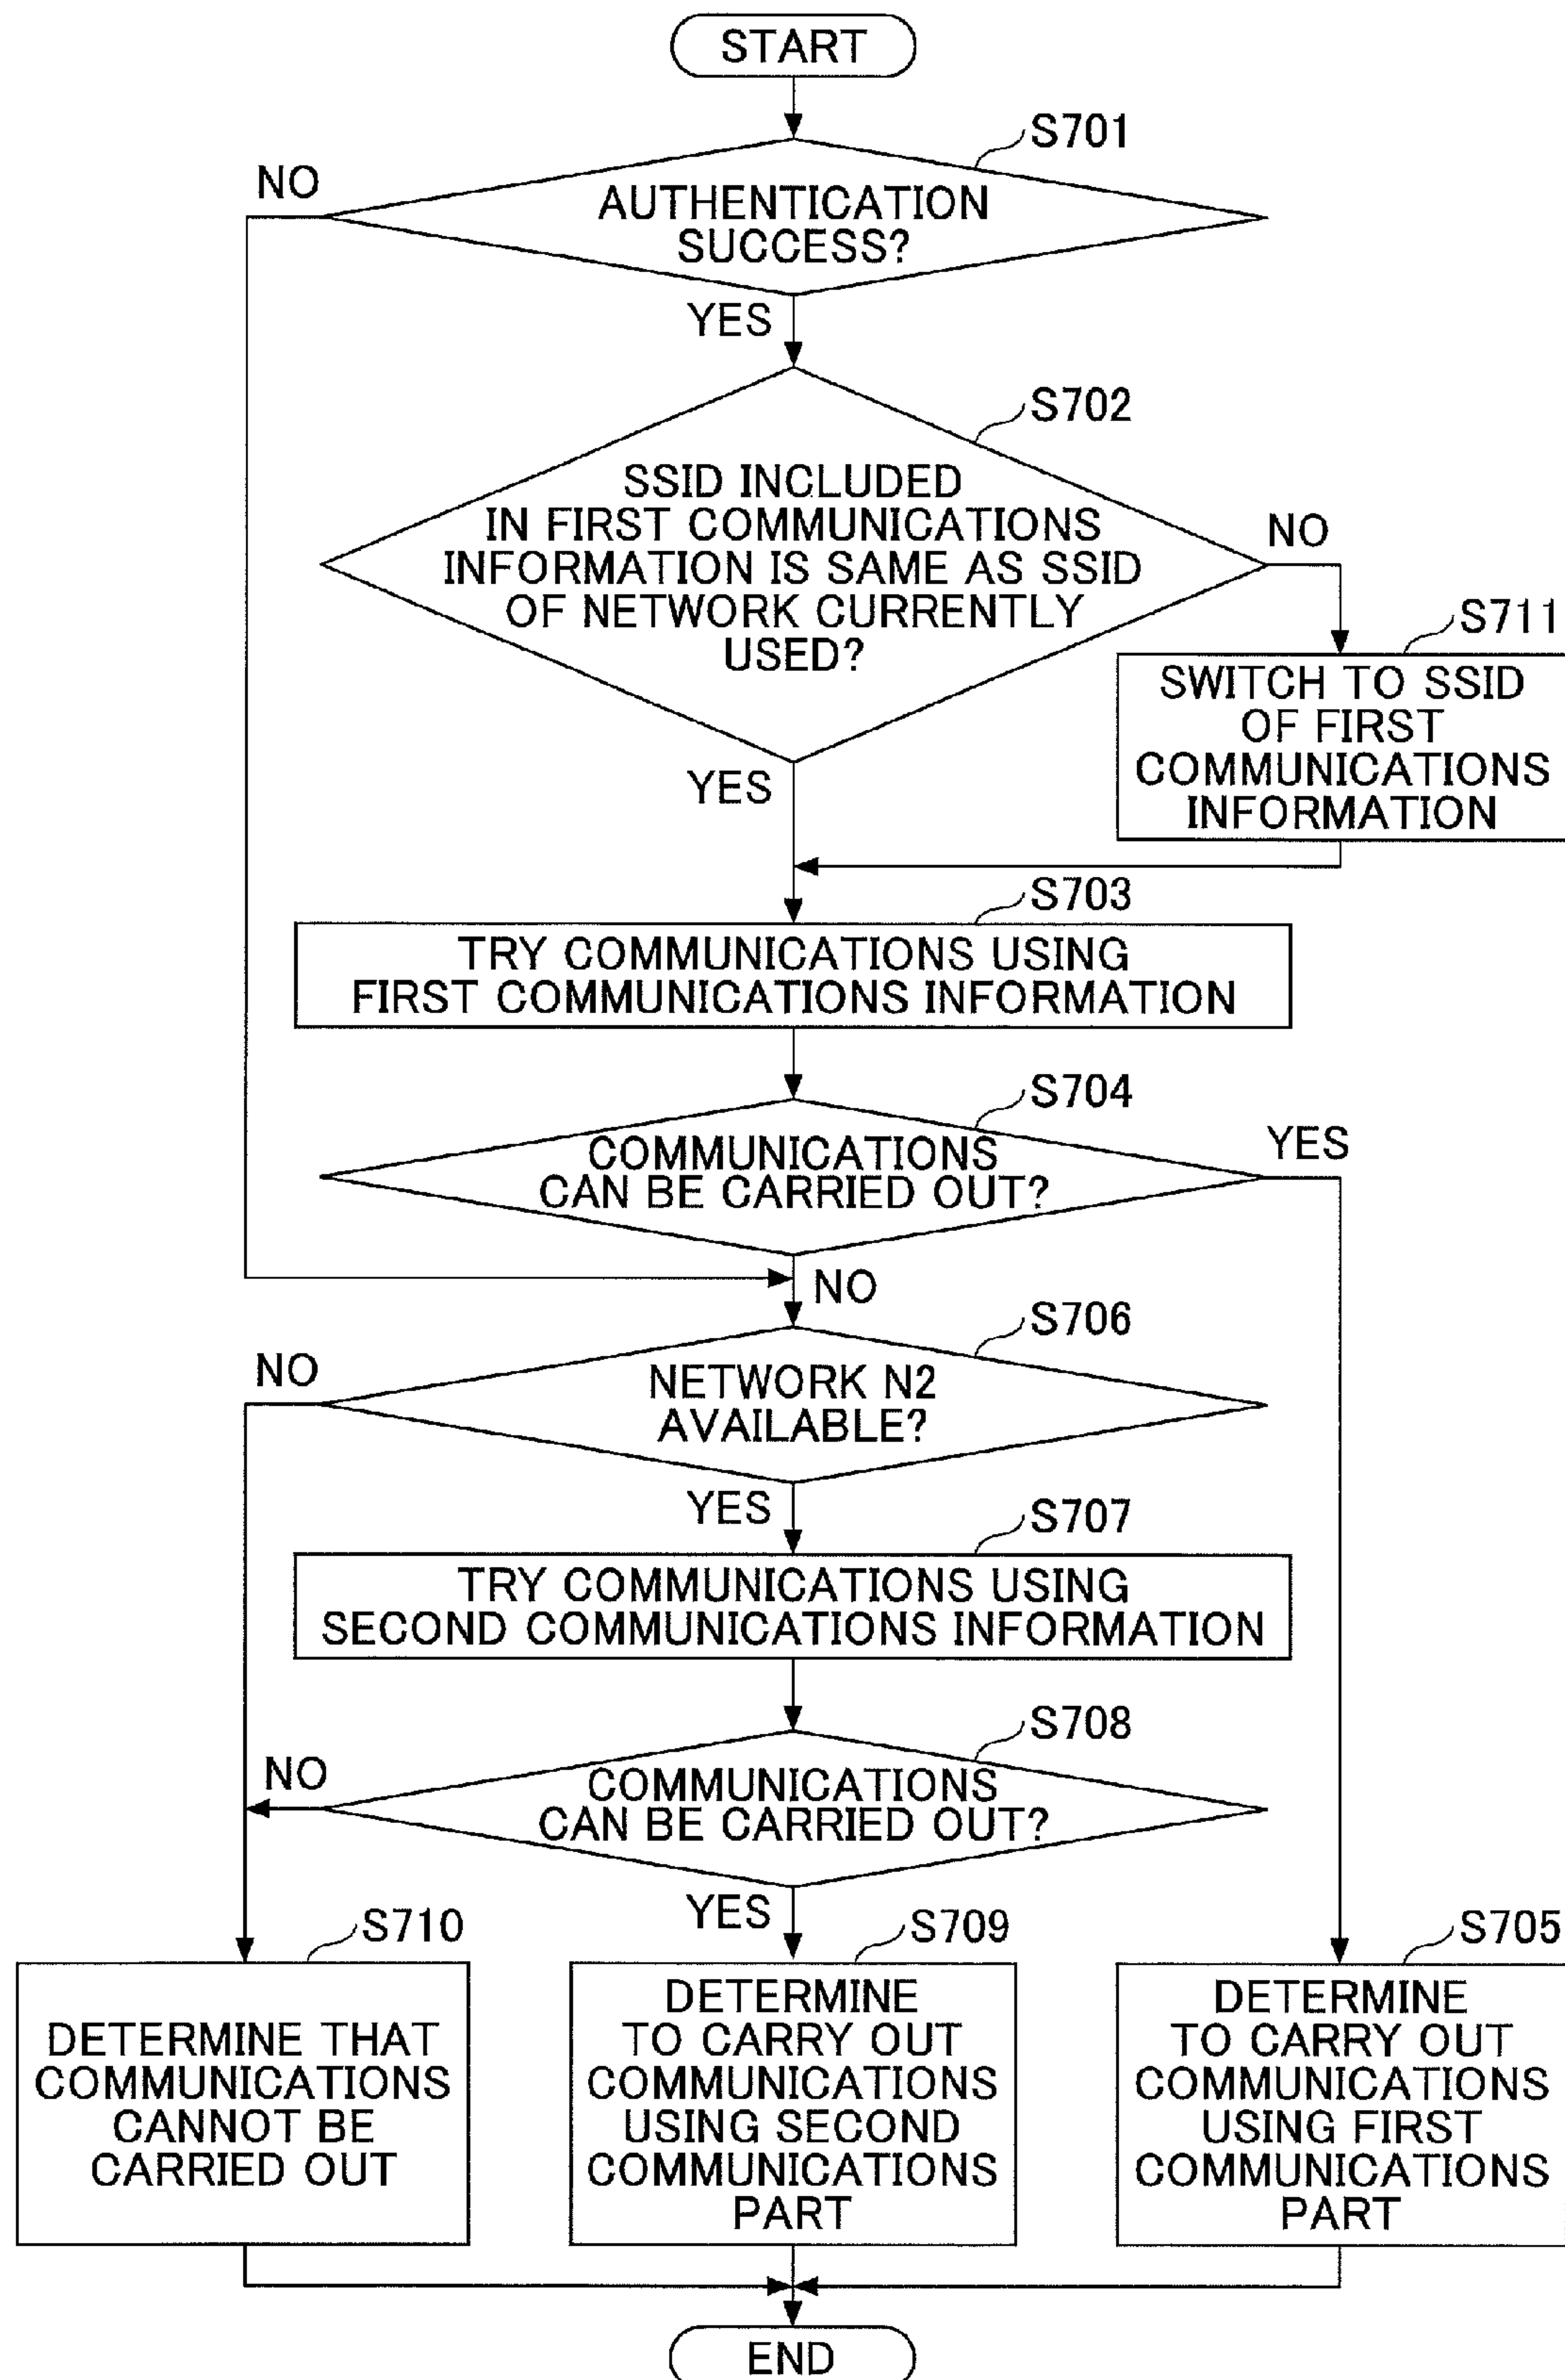 START
S701
NO
AUTHENTICATION
SUCCESS?
YES
S702
SSID INCLUDED
IN FIRST COMMUNICATIONS
INFORMATION IS SAME AS SSID
OF NETWORK CURRENTLY
USED?
NO
S711
SWITCH TO SSID
OF FIRST
COMMUNICATIONS
INFORMATION
YES
S703
TRY COMMUNICATIONS USING
FIRST COMMUNICATIONS INFORMATION
S704
COMMUNICATIONS
CAN BE CARRIED OUT?
YES
NO
S706
NO
NETWORK N2
AVAILABLE?
YES
S707
TRY COMMUNICATIONS USING
SECOND COMMUNICATIONS INFORMATION
S708
NO
COMMUNICATIONS
CAN BE CARRIED OUT?
YES
S710
DETERMINE THAT
COMMUNICATIONS
CANNOT BE
CARRIED OUT
S709
DETERMINE
TO CARRY OUT
COMMUNICATIONS
USING SECOND
COMMUNICATIONS
PART
S705
DETERMINE
TO CARRY OUT
COMMUNICATIONS
USING FIRST
COMMUNICATIONS
PART
END